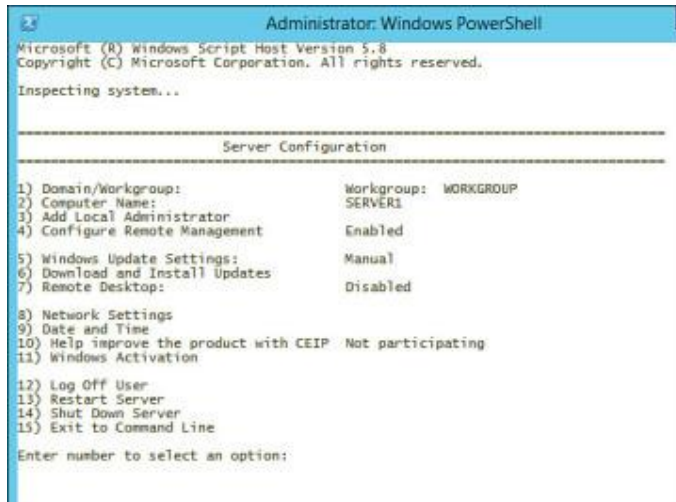 Administrator: Windows PowerShell
Microsoft (R) Windows Script Host Version 5.8
Copyright (C) Microsoft Corporation. All rights reserved.
Inspecting system...
Server Configuration
1) Domain/Workgroup: Workgroup: WORKGROUP
2) Computer Name: SERVER1
3) Add Local Administrator
4) Configure Remote Management Enabled
5) Windows Update Settings: Manual
6) Download and Install Updates
7) Remote Desktop: Disabled
8) Network Settings
9) Date and Time
10) Help improve the product with CEIP Not participating
11) Windows Activation
12) Log Off User
13) Restart Server
14) Shut Down Server
15) Exit to Command Line
Enter number to select an option: